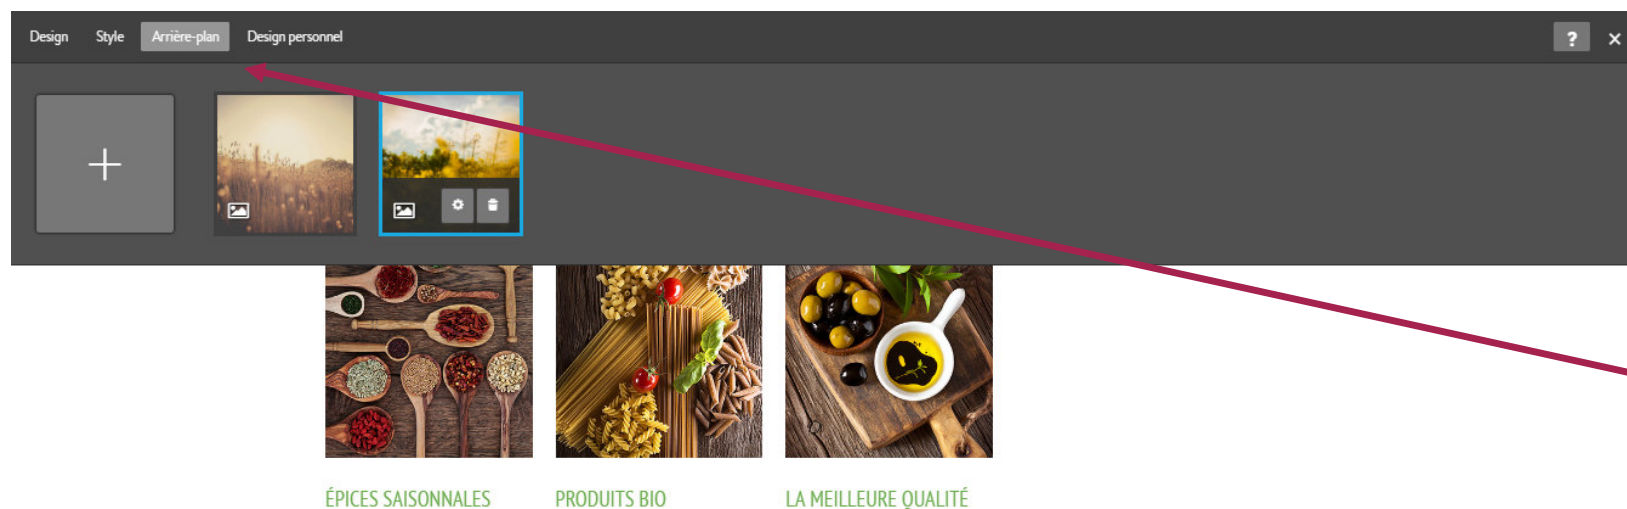 Design Style Arrière-plan Design personnel ? ×
ÉPICES SAISONNALES PRODUITS BIO LA MEILLEURE QUALITÉ